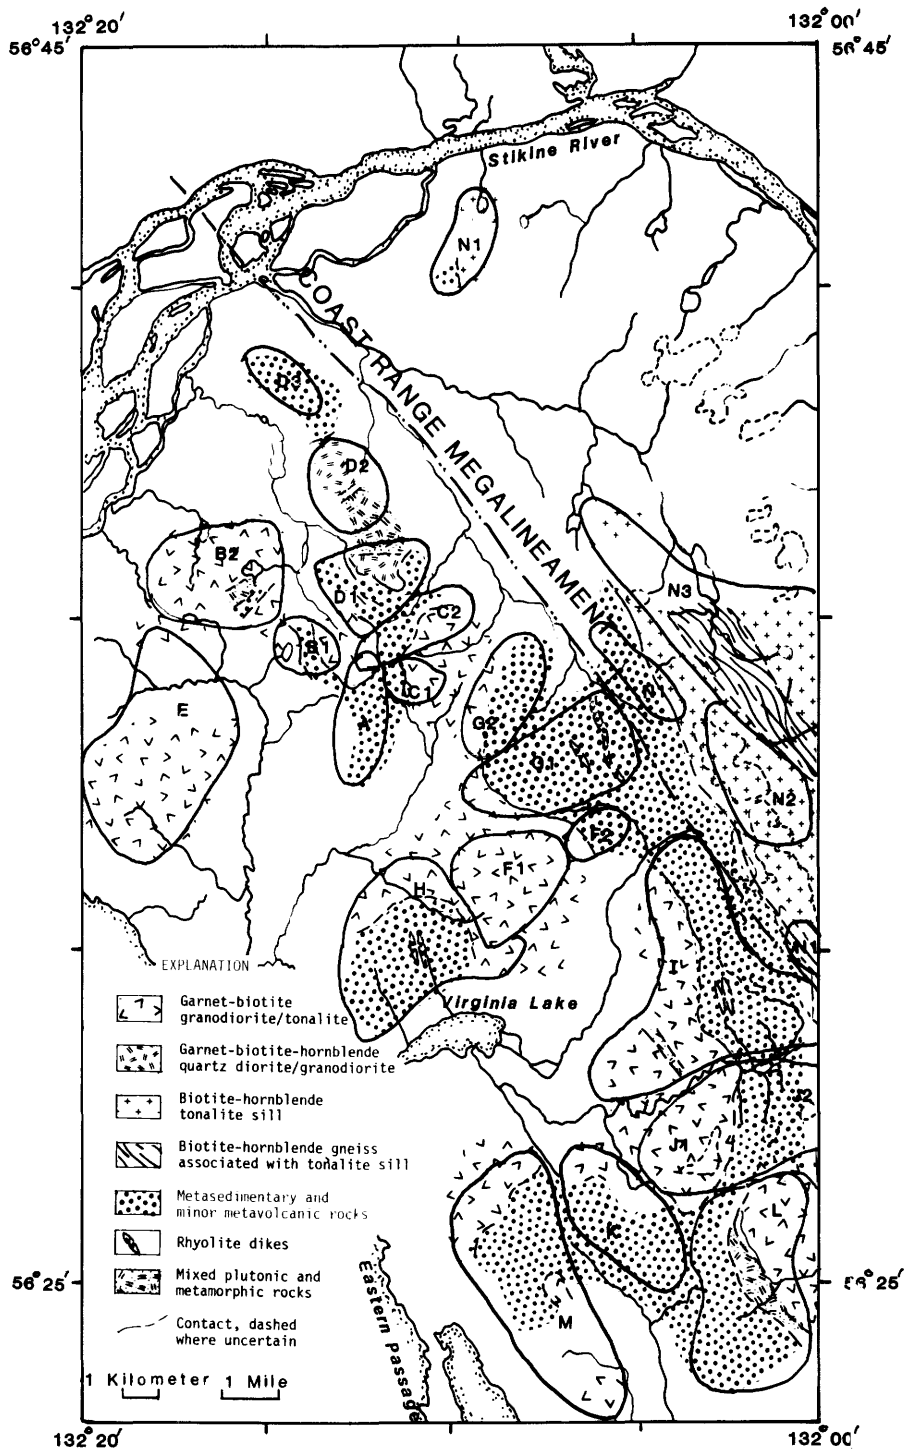 132° 20′
132° 00′
56° 45′
56° 45′
Stikine River
N1
COAST RANGE MEGALINEAMENT
D3
D2
B2
D1
C2
N3
B1
C1
E
A
G2
G1
N2
F2
F1
H
I
EXPLANATION
Virginia Lake
Garnet-biotite
granodiorite/tonalite
Garnet-biotite-hornblende
quartz diorite/granodiorite
Biotite-hornblende
tonalite sill
Biotite-hornblende gneiss
associated with tonalite sill
Metasedimentary and
minor metavolcanic rocks
Rhyolite dikes
Mixed plutonic and
metamorphic rocks
Contact, dashed
where uncertain
J2
J1
L
K
M
56° 25′
56° 25′
Eastern Passage
1 Kilometer 1 Mile
132° 20′
132° 00′